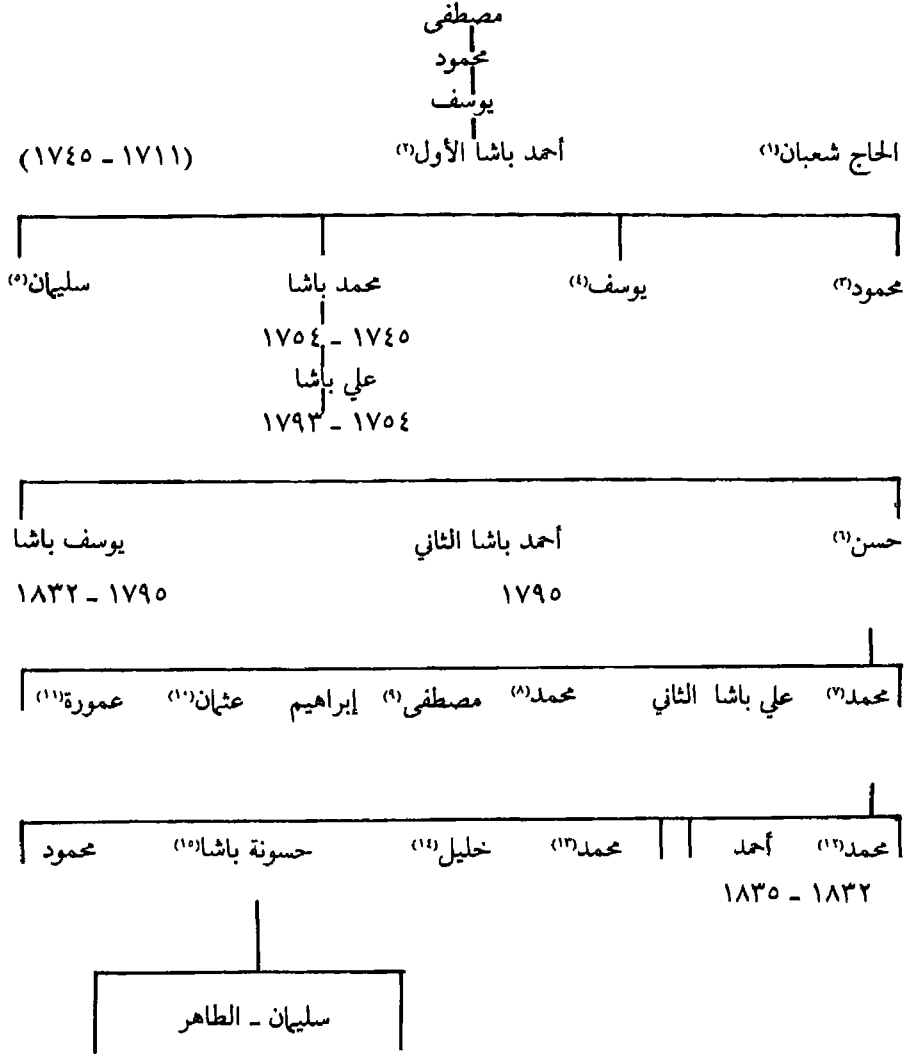 مصطفى
محمود
يوسف
الحاج شعبان(١) أحمد باشا الأول(٢) (١٧١١ - ١٧٤٥)
محمود(٣) يوسف(٤) محمد باشا سليمان(٥)
١٧٤٥ - ١٧٥٤
علي باشا
١٧٥٤ - ١٧٩٣
حسن(٦) أحمد باشا الثاني يوسف باشا
١٧٩٥ ١٧٩٥ - ١٨٣٢
محمد(٧) علي باشا الثاني محمد(٨) مصطفى(٩) إبراهيم عثمان(١٠) عمورة(١١)
محمد(١٢) أحمد محمد(١٣) خليل(١٤) حسونة باشا(١٥) محمود
١٨٣٢ - ١٨٣٥
سليمان - الطاهر